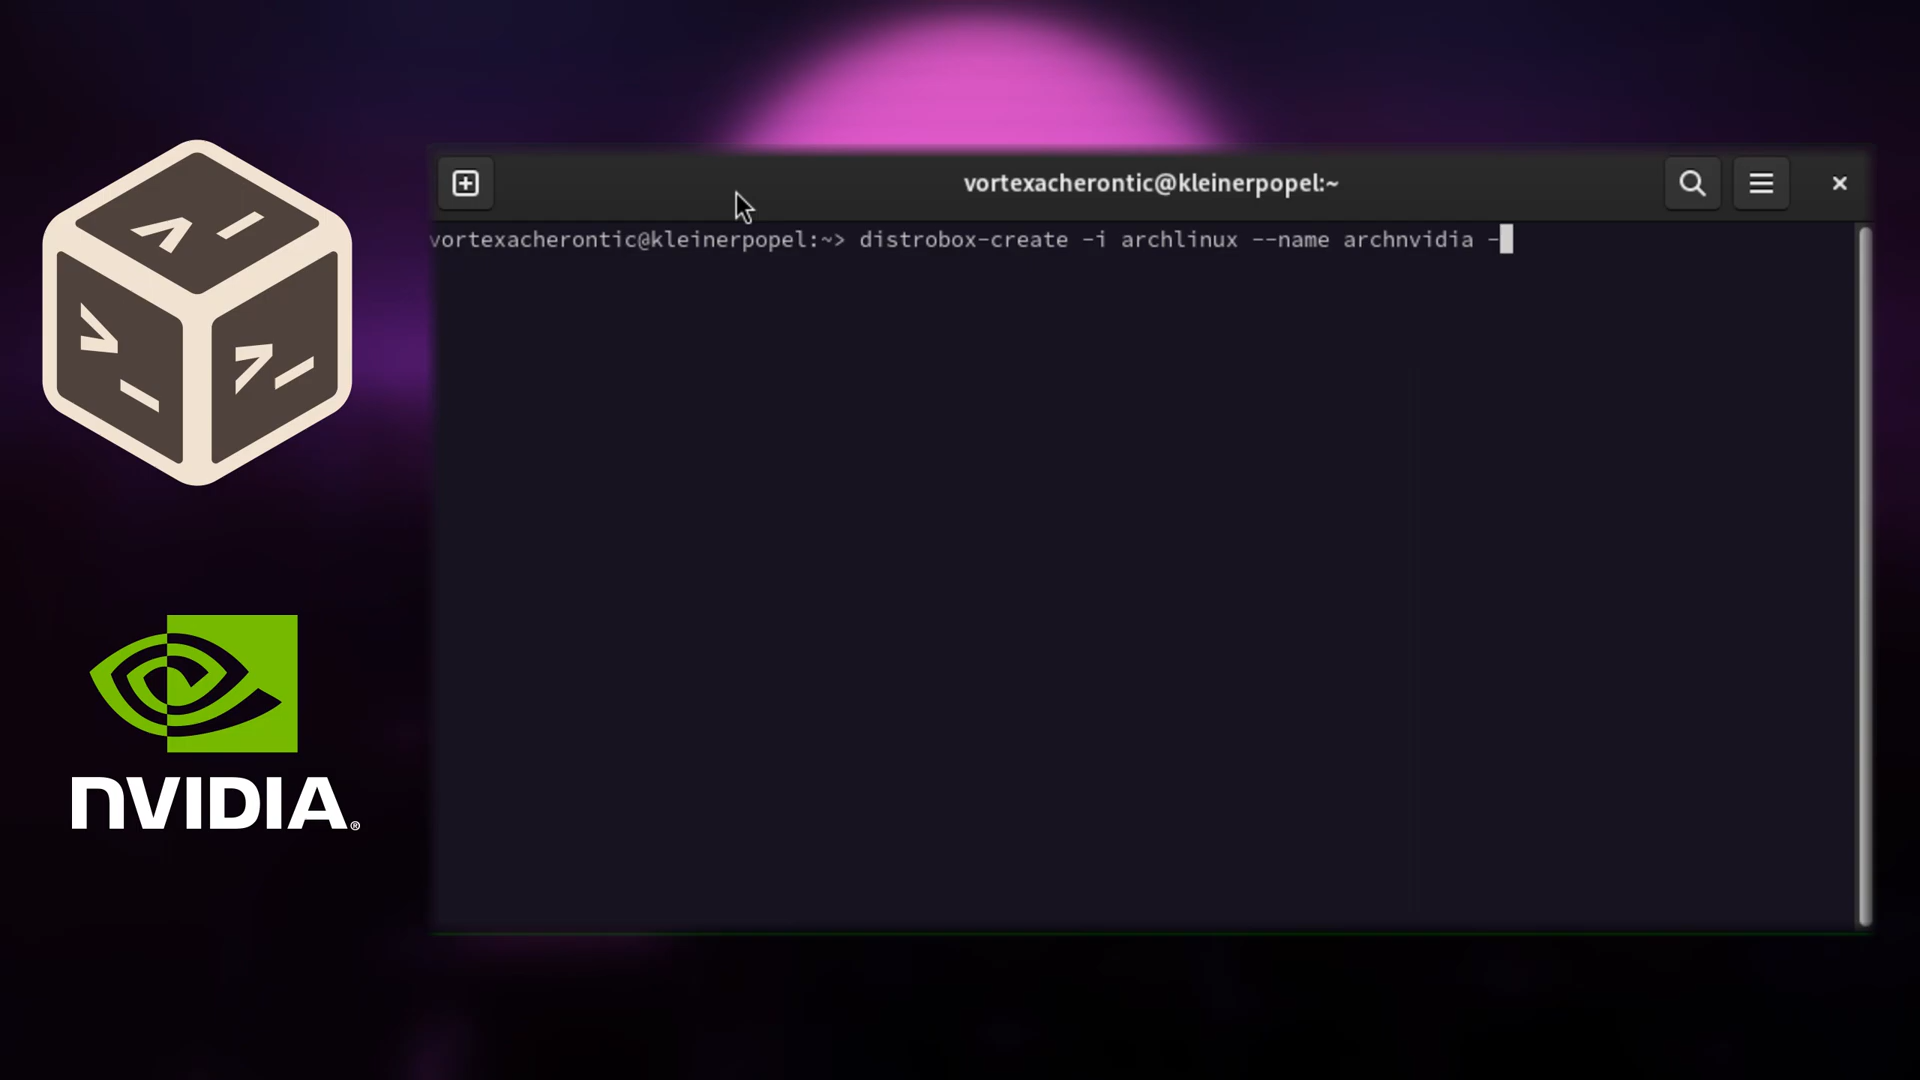 vortexacherontic@kleinerpopel:~
vortexacherontic@kleinerpopel:~> distrobox-create -i archlinux --name archnvidia -
NVIDIA®